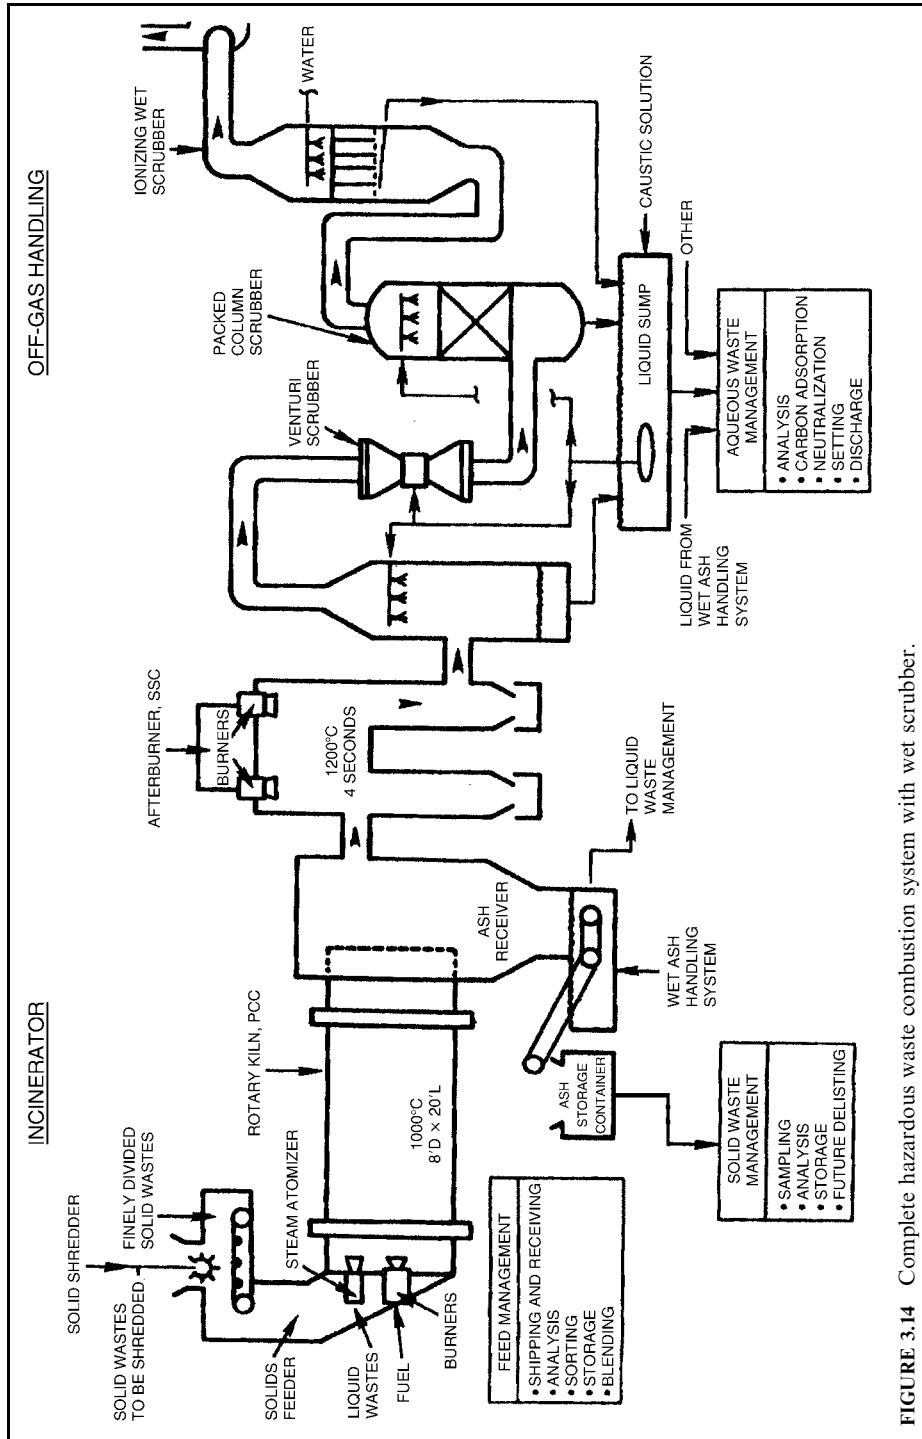 INCINERATOR
OFF-GAS HANDLING
SOLID SHREDDER
SOLID WASTES
TO BE SHREDDED
FINELY DIVIDED
SOLID WASTES
SOLIDS
FEEDER
STEAM ATOMIZER
LIQUID
WASTES
FUEL
BURNERS
ROTARY KILN, PCC
1000°C
8'D × 20'L
AFTERBURNER, SSC
BURNERS
1200°C
4 SECONDS
ASH
RECEIVER
WET ASH
HANDLING
SYSTEM
TO LIQUID
WASTE
MANAGEMENT
ASH
STORAGE
CONTAINER
VENTURI
SCRUBBER
PACKED
COLUMN
SCRUBBER
IONIZING WET
SCRUBBER
WATER
LIQUID SUMP
CAUSTIC SOLUTION
LIQUID FROM
WET ASH
HANDLING
SYSTEM
OTHER
FEED MANAGEMENT
• SHIPPING AND RECEIVING
• ANALYSIS
• SORTING
• STORAGE
• BLENDING
SOLID WASTE
MANAGEMENT
• SAMPLING
• ANALYSIS
• STORAGE
• FUTURE DELISTING
AQUEOUS WASTE
MANAGEMENT
• ANALYSIS
• CARBON ADSORPTION
• NEUTRALIZATION
• SETTING
• DISCHARGE
FIGURE 3.14 Complete hazardous waste combustion system with wet scrubber.